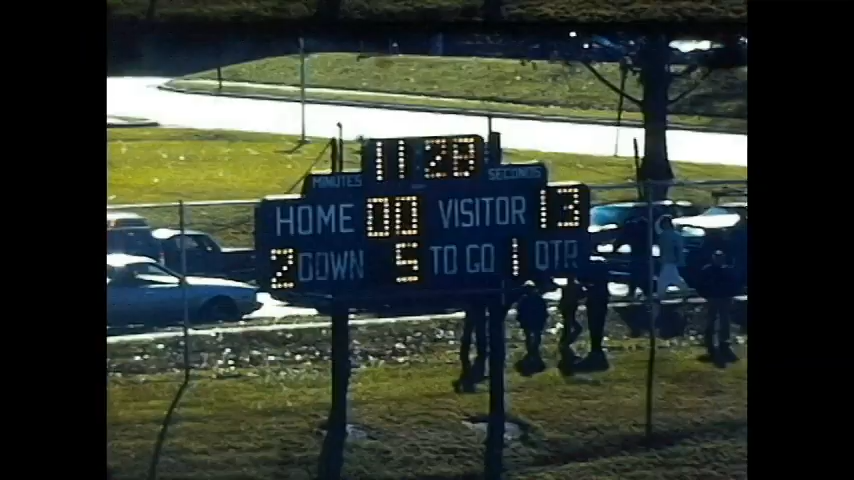 11 28
MINUTES SECONDS
HOME 00 VISITOR 13
2 DOWN 5 TO GO 1 QTR